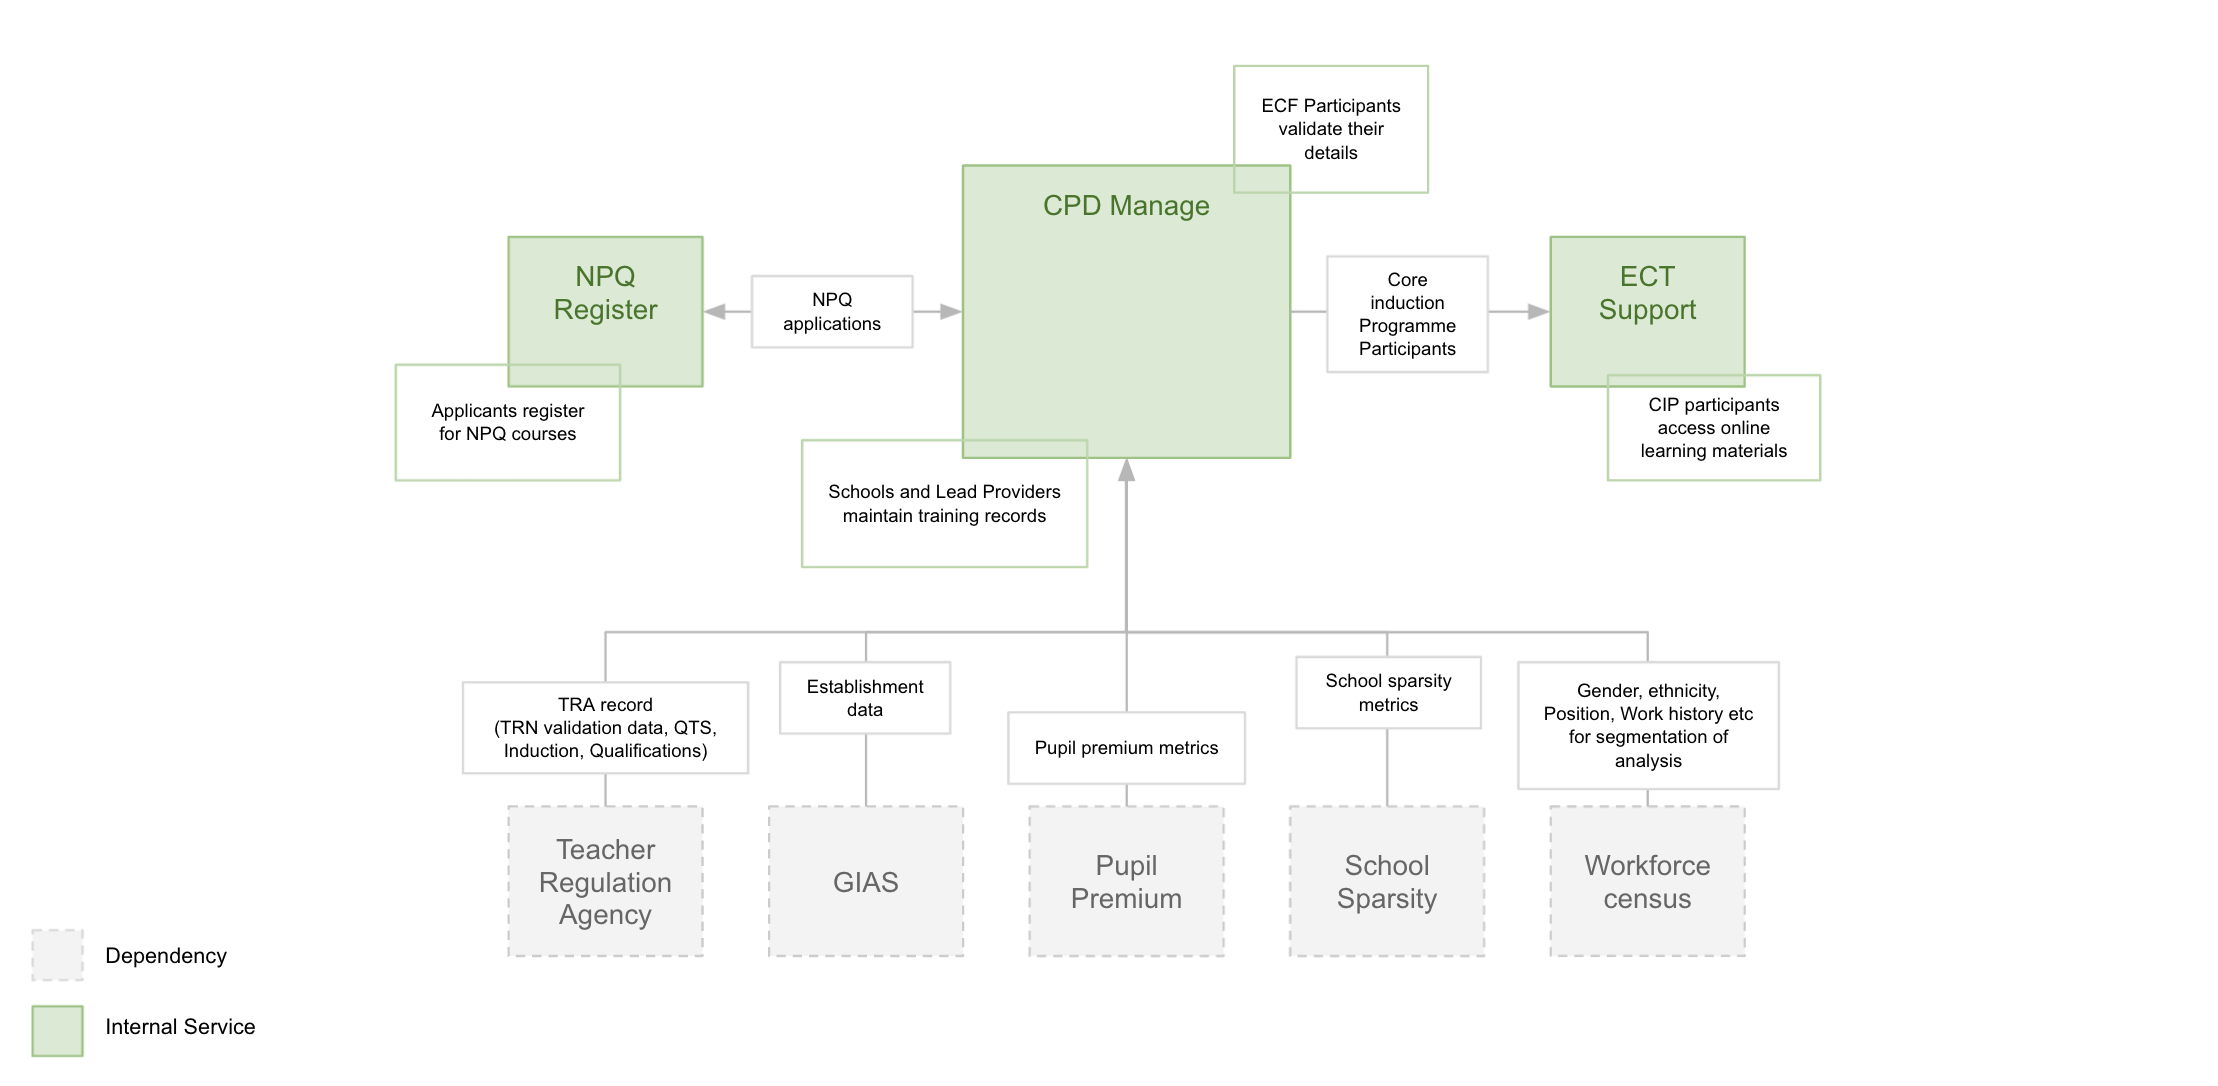 ECF Participants
validate their
details
CPD Manage
NPQ
Register
NPQ
applications
Core
induction
Programme
Participants
ECT
Support
Applicants register
for NPQ courses
CIP participants
access online
learning materials
Schools and Lead Providers
maintain training records
TRA record
(TRN validation data, QTS,
Induction, Qualifications)
Establishment
data
Pupil premium metrics
School sparsity
metrics
Gender, ethnicity,
Position, Work history etc
for segmentation of
analysis
Teacher
Regulation
Agency
GIAS
Pupil
Premium
School
Sparsity
Workforce
census
Dependency
Internal Service